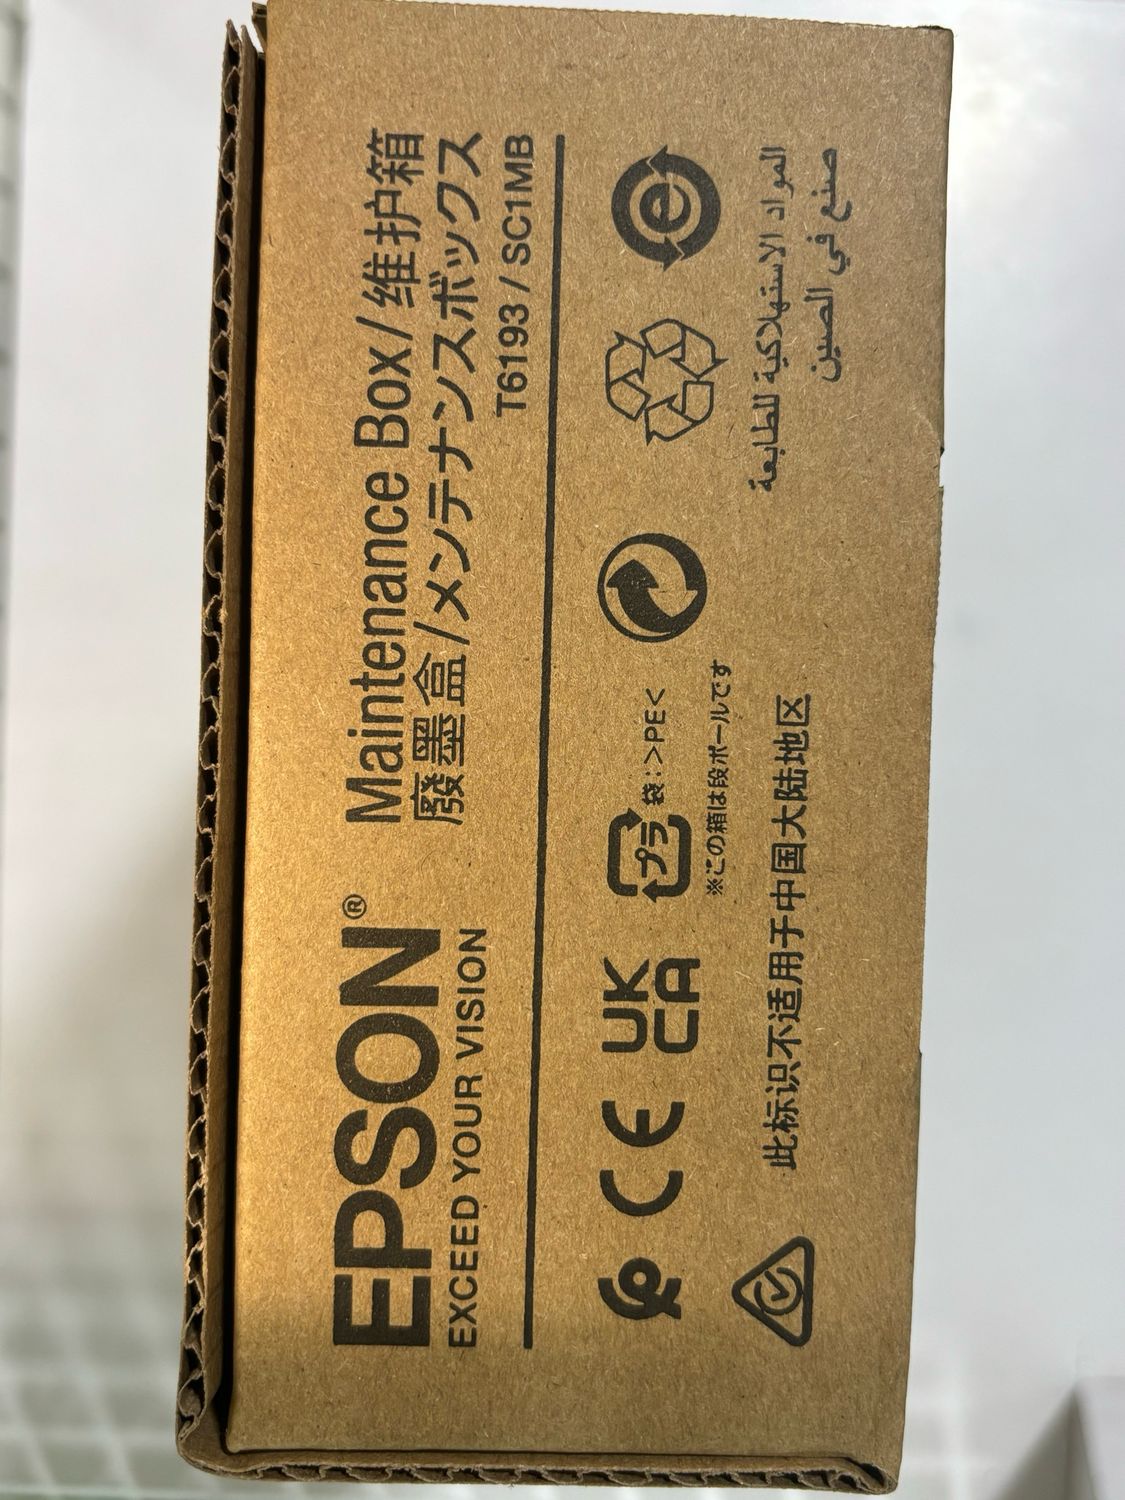 EPSON®
EXCEED YOUR VISION
Maintenance Box/维护箱
廢墨盒/メンテナンスボックス
T6193 / SC1MB
CE
UK
CA
プラ
袋:>PE<
※この箱は段ボールです
e
此标识不适用于中国大陆地区
المواد الاستهلاكية للطابعة
صنع في الصين